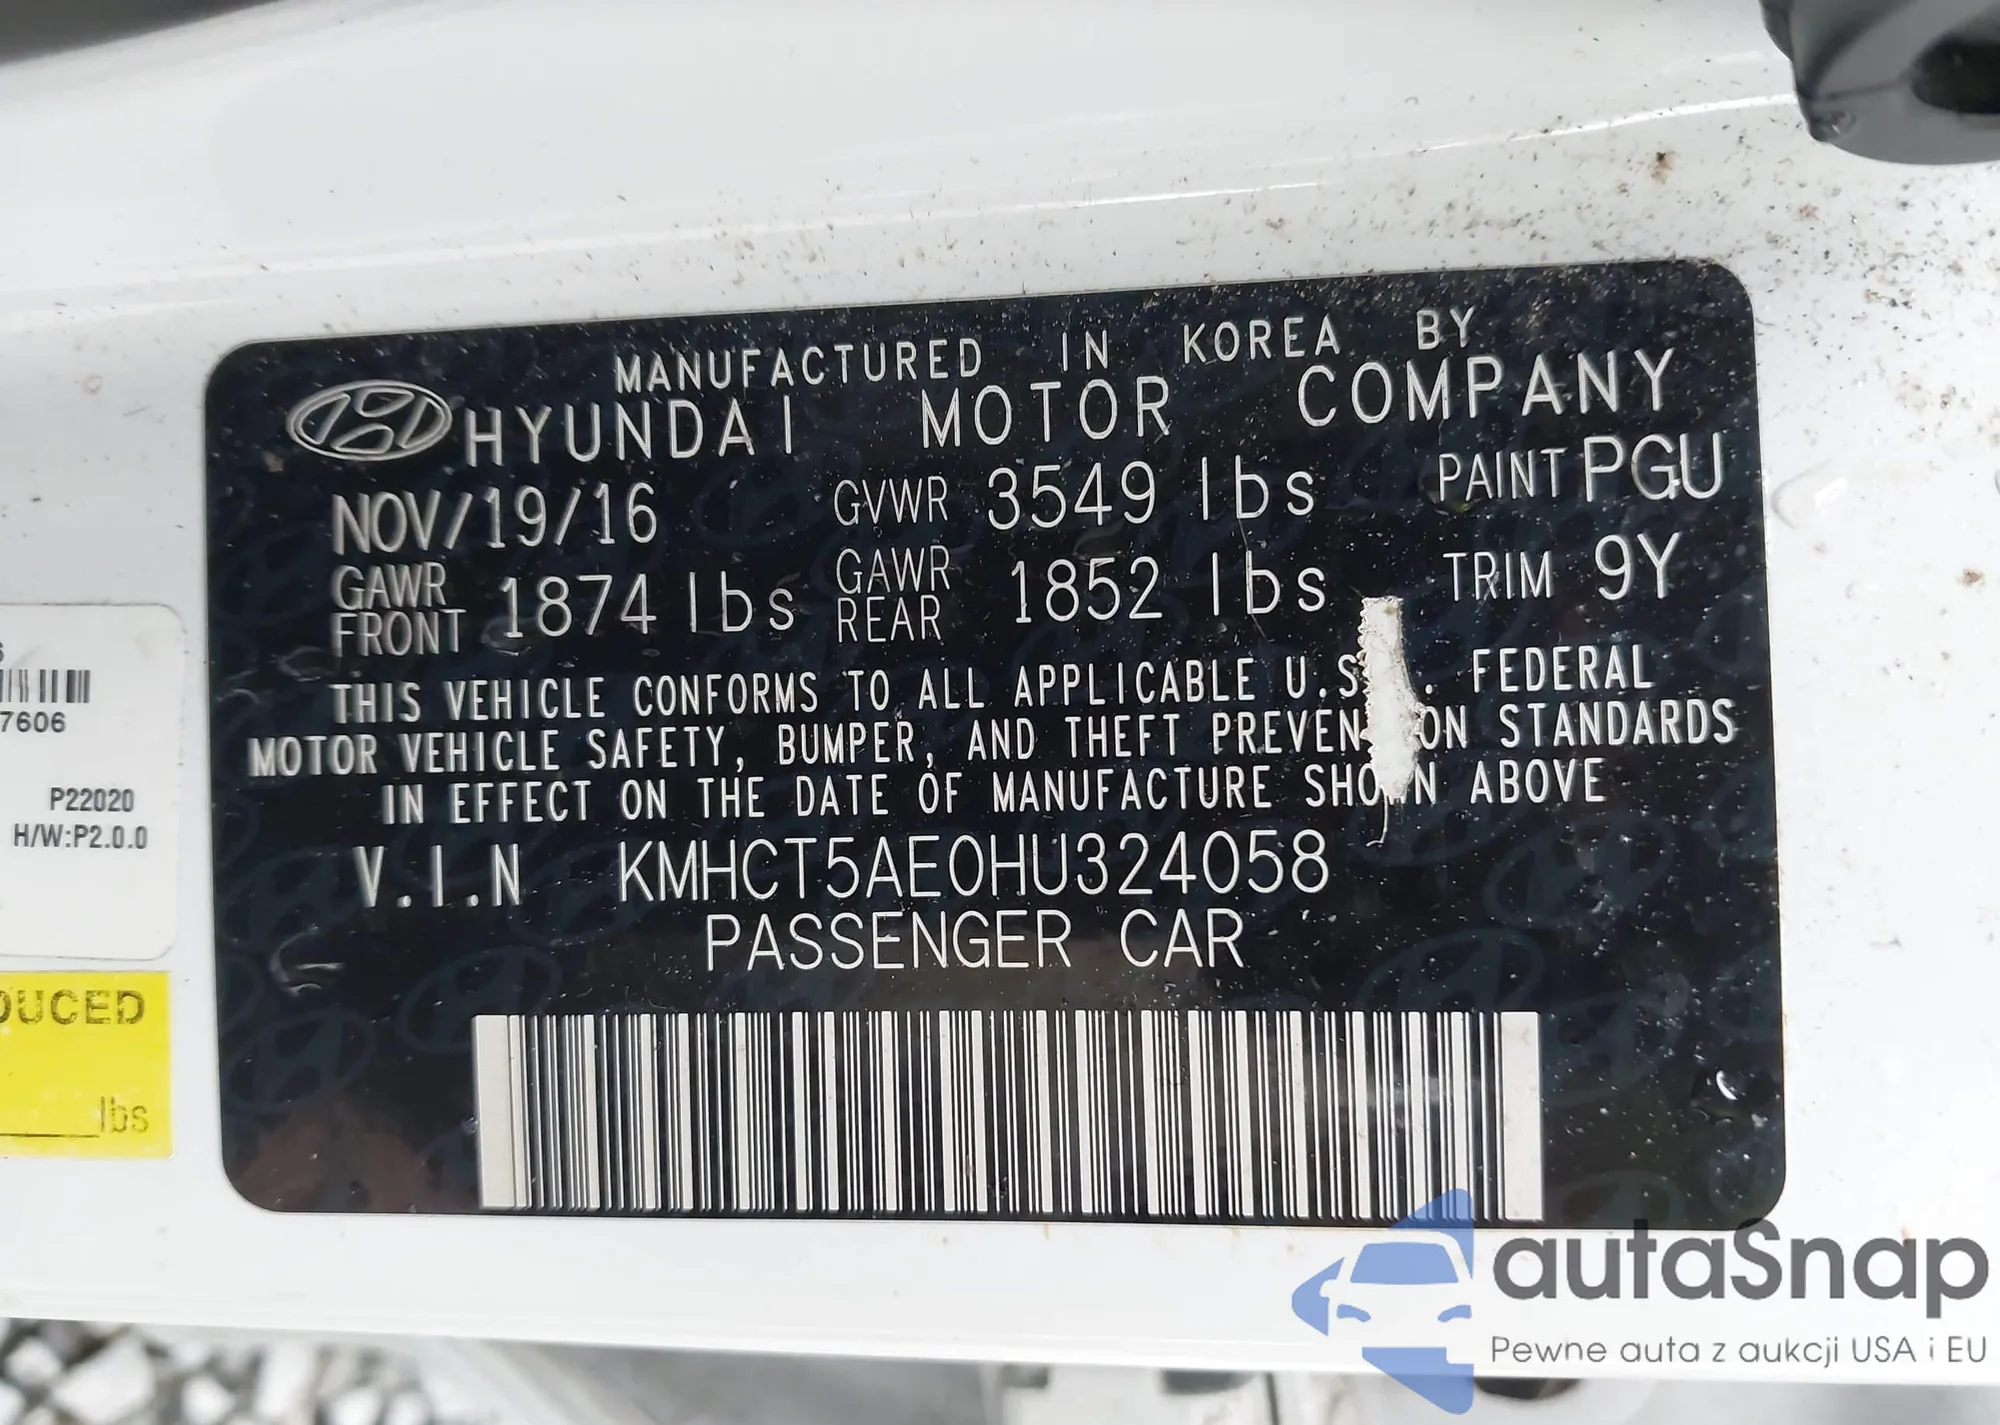 MANUFACTURED IN KOREA BY
HYUNDAI MOTOR COMPANY
NOV/19/16 GVWR 3549 lbs PAINT PGU
GAWR FRONT 1874 lbs GAWR REAR 1852 lbs TRIM 9Y
THIS VEHICLE CONFORMS TO ALL APPLICABLE U.S. FEDERAL
MOTOR VEHICLE SAFETY, BUMPER, AND THEFT PREVEN ON STANDARDS
IN EFFECT ON THE DATE OF MANUFACTURE SHOWN ABOVE
V.I.N KMHCT5AE0HU324058
PASSENGER CAR
7606
P22020
H/W:P2.0.0
DUCED
lbs
autaSnap
Pewne auta z aukcji USA i EU